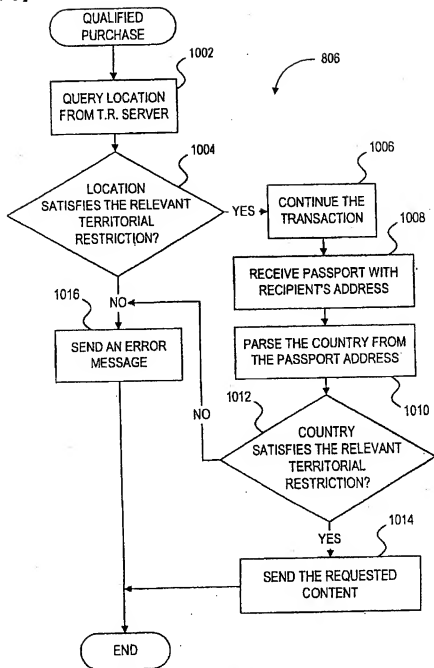 QUALIFIED
PURCHASE
1002
806
QUERY LOCATION
FROM T.R. SERVER
1004
LOCATION
SATISFIES THE RELEVANT
TERRITORIAL
RESTRICTION?
YES
1006
CONTINUE THE
TRANSACTION
1008
RECEIVE PASSPORT WITH
RECIPIENT'S ADDRESS
NO
1016
SEND AN ERROR
MESSAGE
PARSE THE COUNTRY FROM
THE PASSPORT ADDRESS
1010
1012
NO
COUNTRY
SATISFIES THE RELEVANT
TERRITORIAL
RESTRICTION?
YES
1014
SEND THE REQUESTED
CONTENT
END